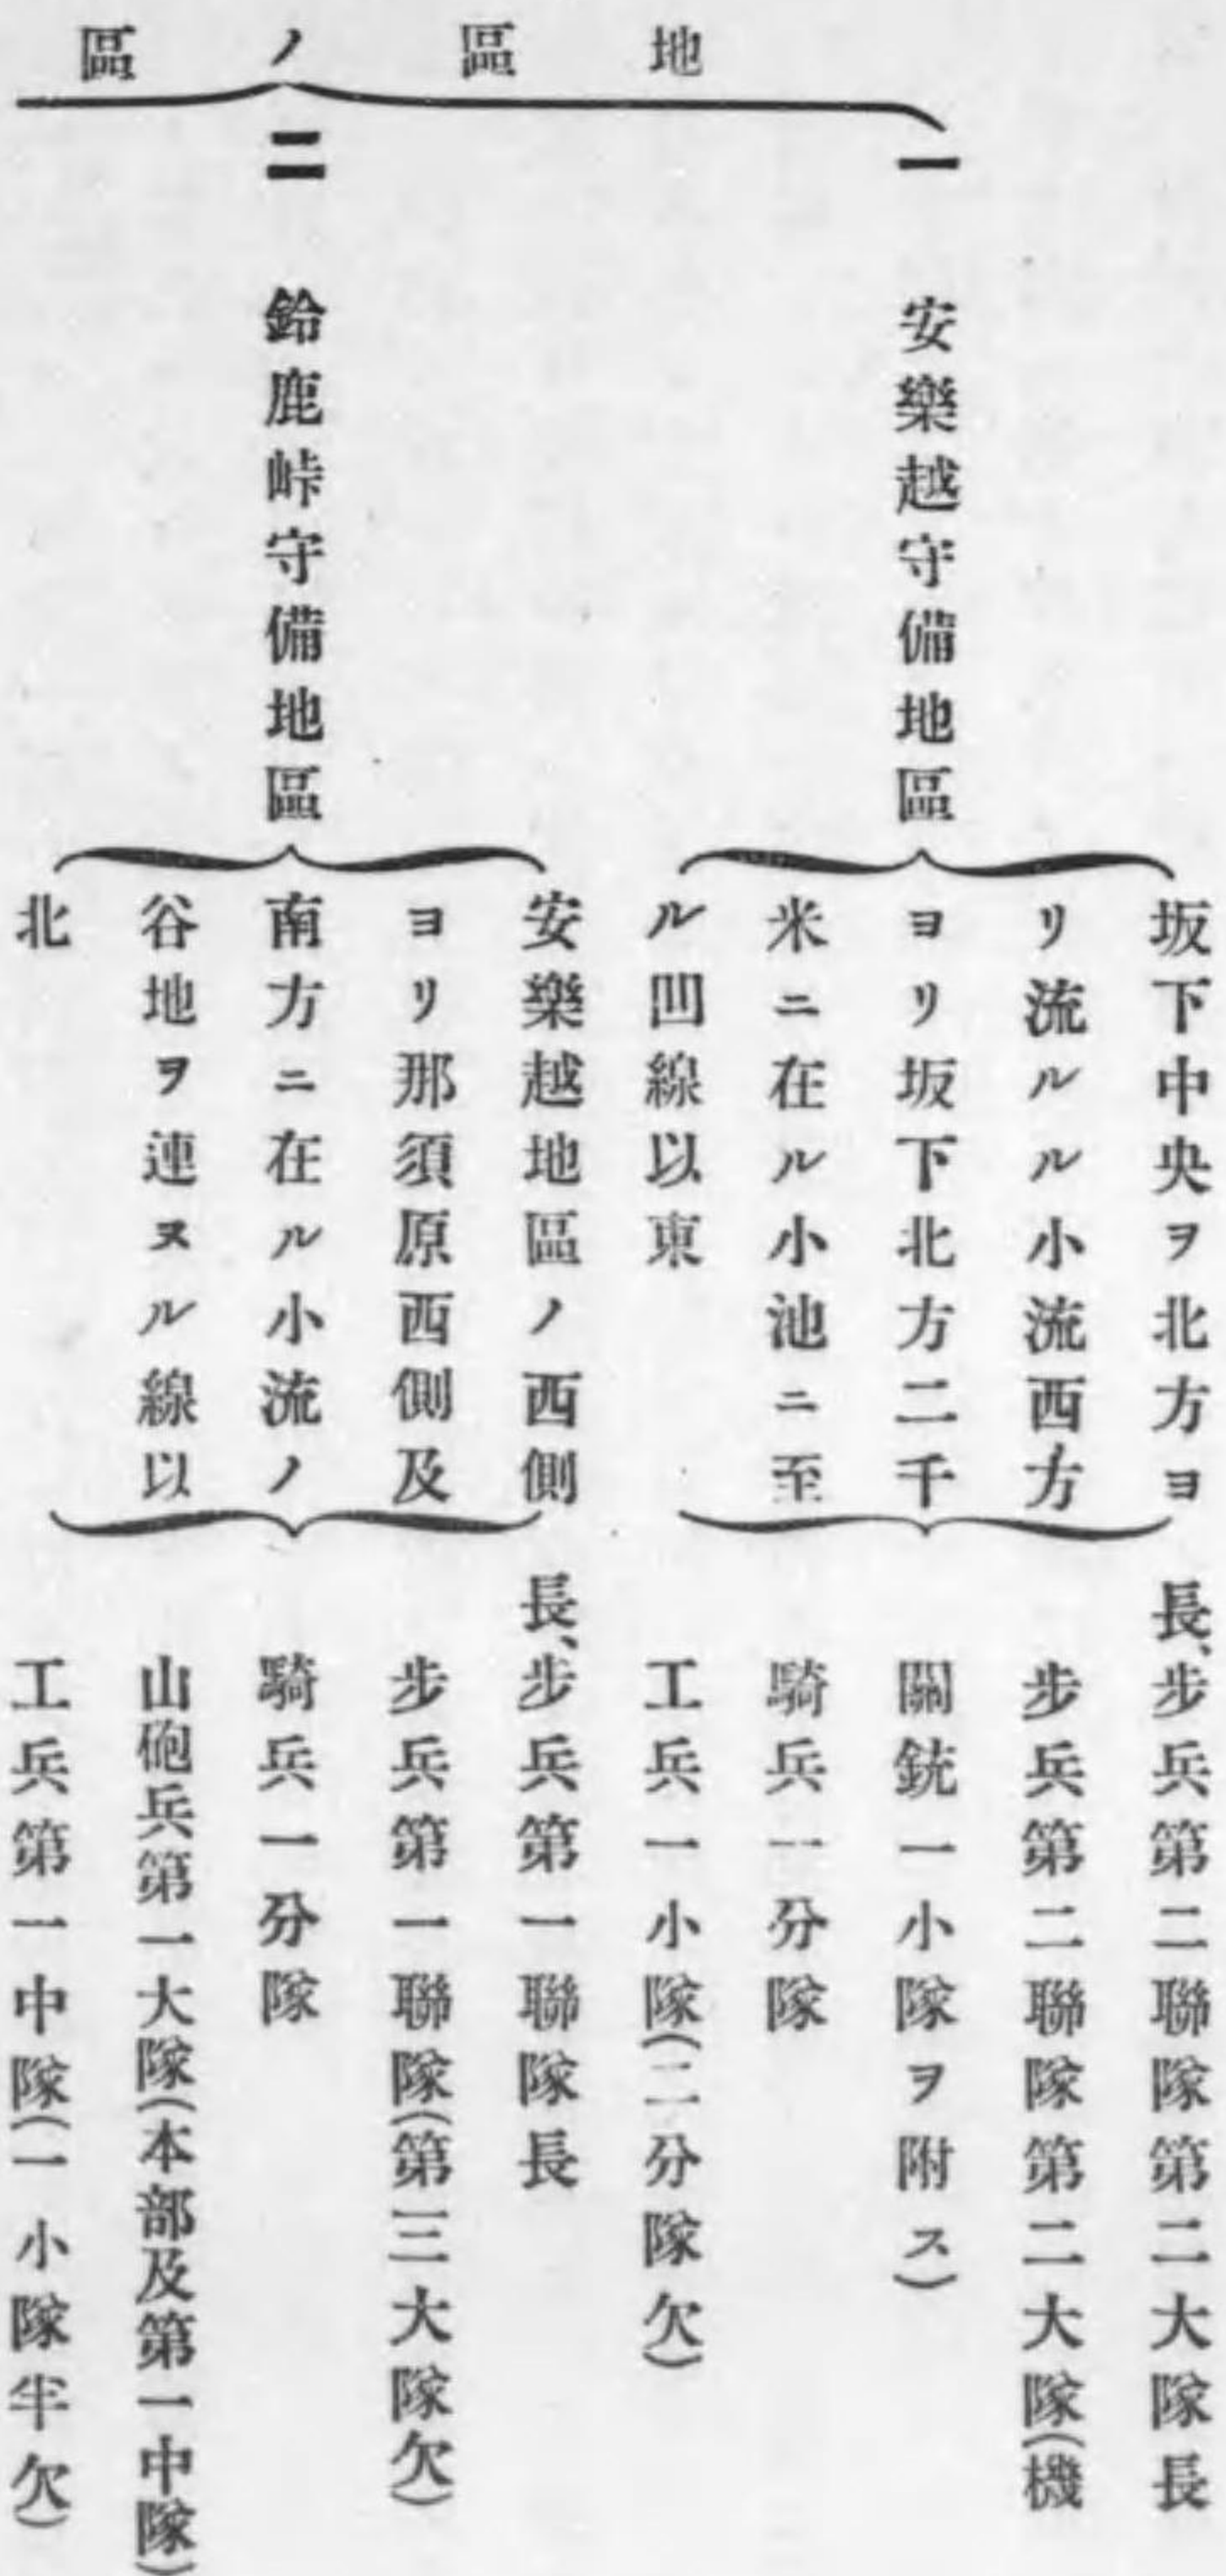 地區ノ區
一 安樂越守備地區
坂下中央ヲ北方ヨ
リ流ルル小流西方
ヨリ坂下北方二千
米ニ在ル小池ニ至
ル凹線以東
長、步兵第二聯隊第二大隊長
步兵第二聯隊第二大隊(機
關銃一小隊ヲ附ス)
騎兵一分隊
工兵一小隊(二分隊欠)
二 鈴鹿峠守備地區
安樂越地區ノ西側
ヨリ那須原西側及
南方ニ在ル小流ノ
谷地ヲ連ヌル線以
北
長、步兵第一聯隊長
步兵第一聯隊(第三大隊欠)
騎兵一分隊
山砲兵第一大隊(本部及第一中隊)
工兵第一中隊(一小隊半欠)